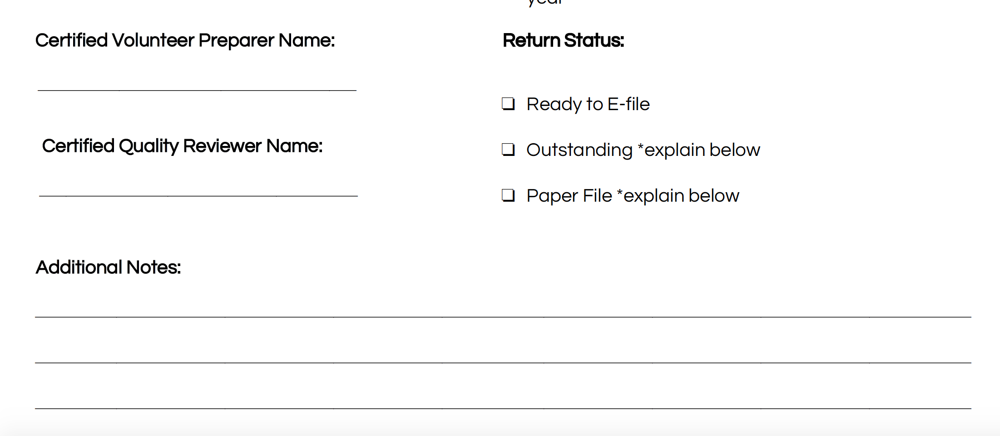 year
Certified Volunteer Preparer Name:
Return Status:
Ready to E-file
Certified Quality Reviewer Name:
Outstanding *explain below
Paper File *explain below
Additional Notes: